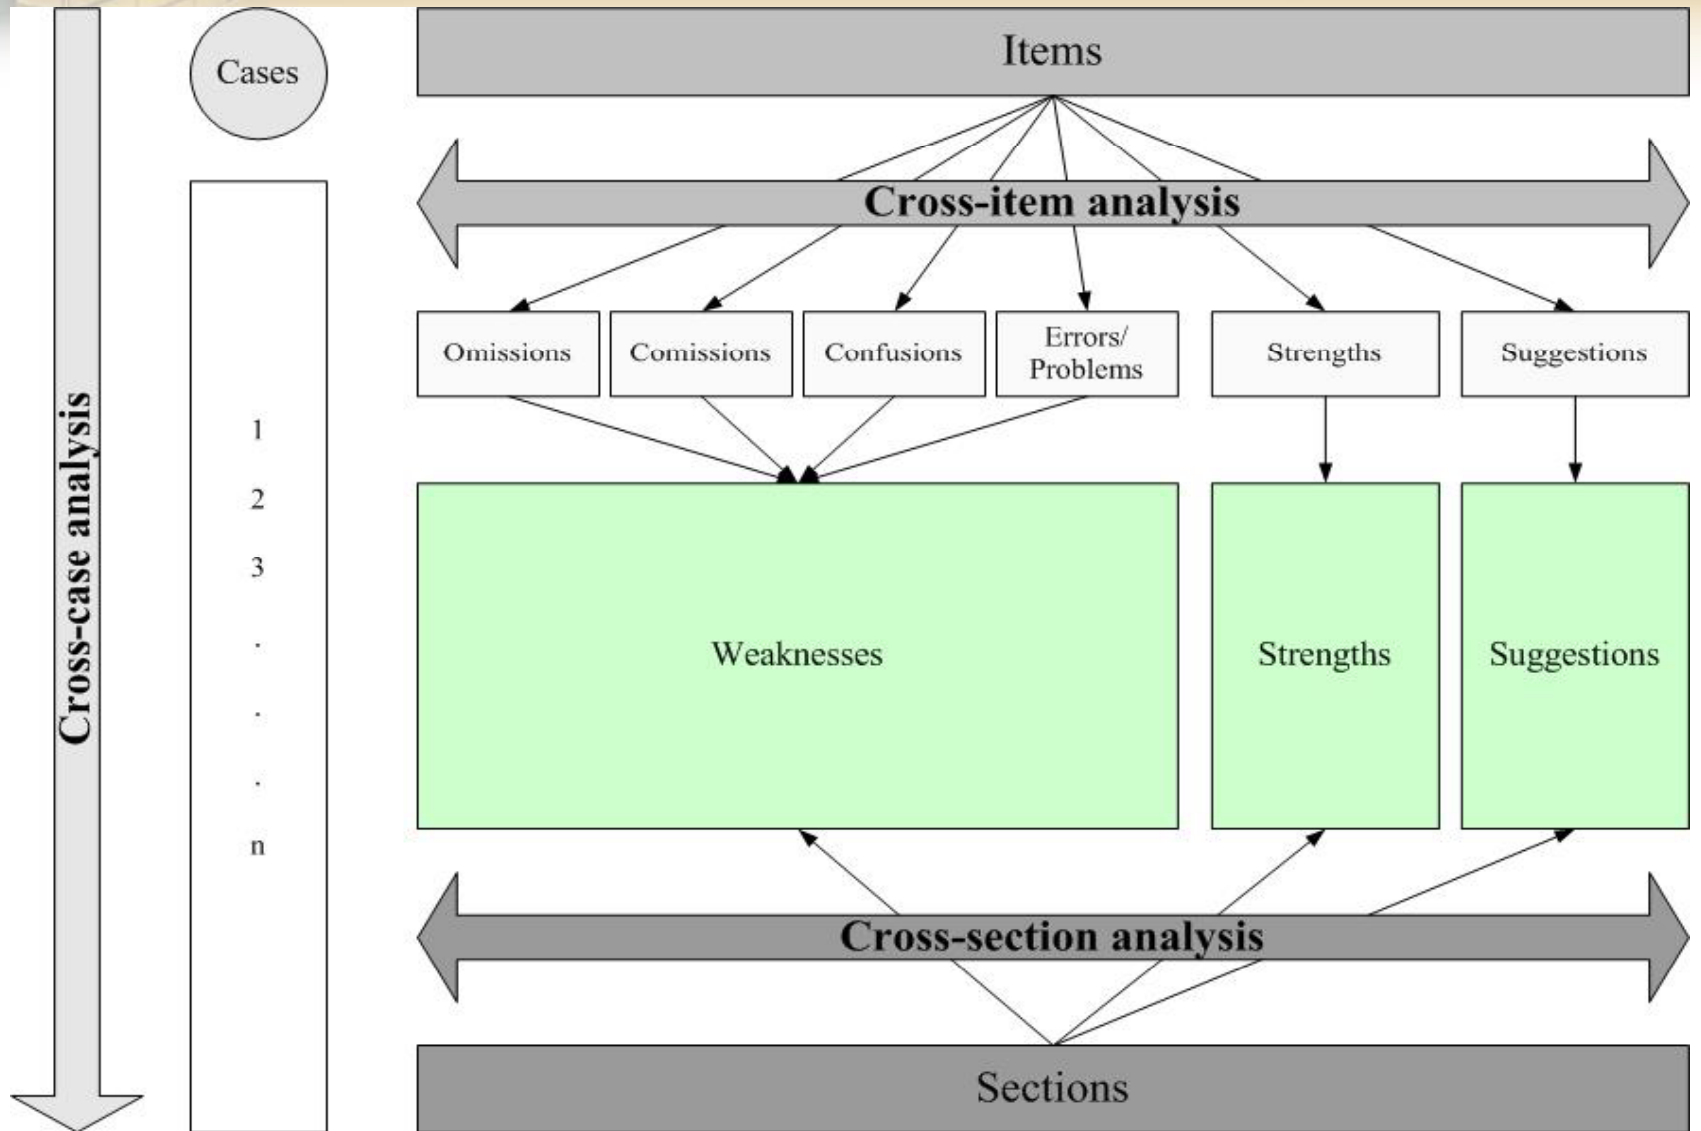 Cases
Items
Cross-item analysis
Omissions
Comissions
Confusions
Errors/
Problems
Strengths
Suggestions
Cross-case analysis
1
2
3
.
.
.
n
Weaknesses
Strengths
Suggestions
Cross-section analysis
Sections